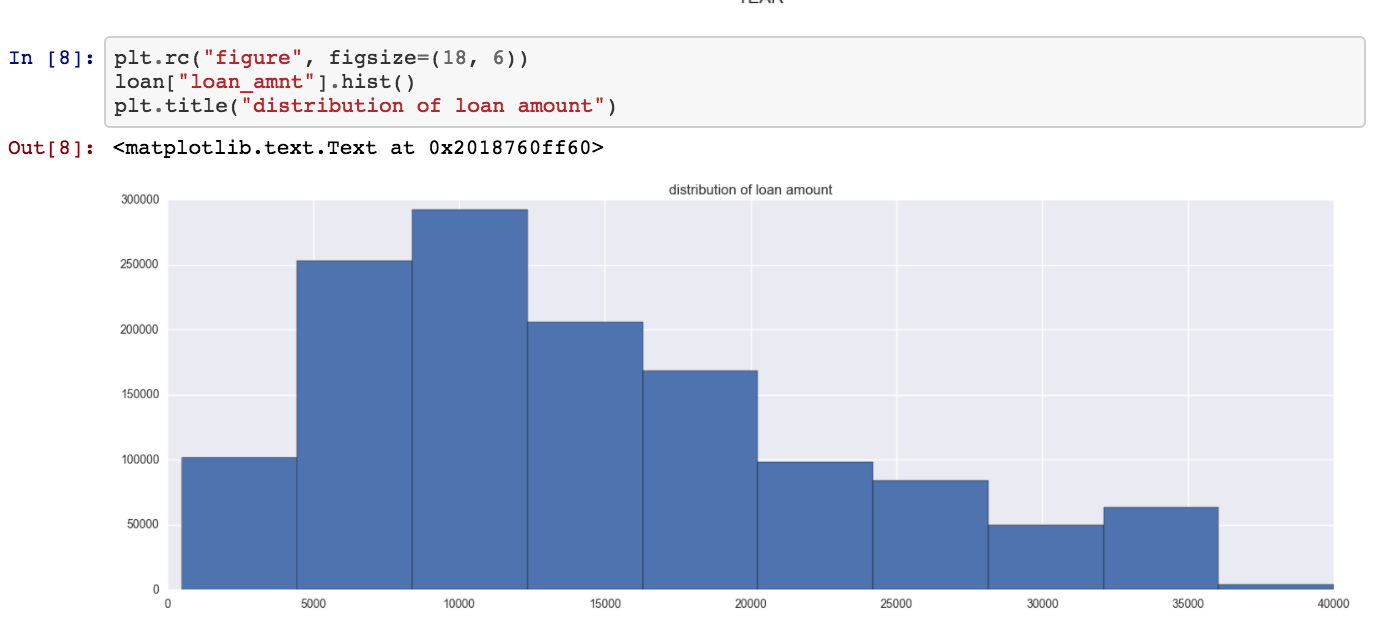 YEAR
In [8]: plt.rc("figure", figsize=(18, 6))
loan["loan_amnt"].hist()
plt.title("distribution of loan amount")
Out[8]: <matplotlib.text.Text at 0x2018760ff60>
distribution of loan amount
300000
250000
200000
150000
100000
50000
0
0 5000 10000 15000 20000 25000 30000 35000 40000